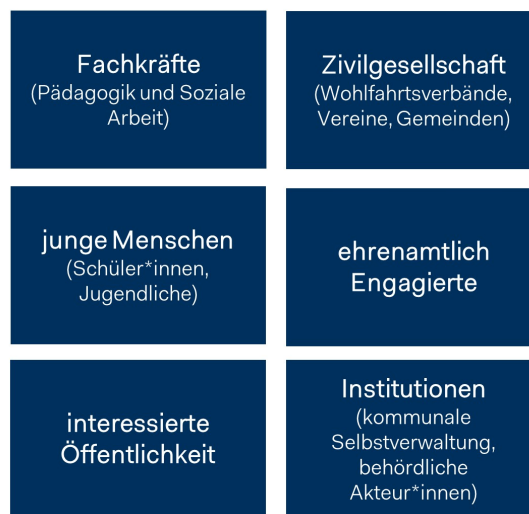 Fachkräfte
(Pädagogik und Soziale
Arbeit)
Zivilgesellschaft
(Wohlfahrtsverbände,
Vereine, Gemeinden)
junge Menschen
(Schüler*innen,
Jugendliche)
ehrenamtlich
Engagierte
interessierte
Öffentlichkeit
Institutionen
(kommunale
Selbstverwaltung,
behördliche
Akteur*innen)